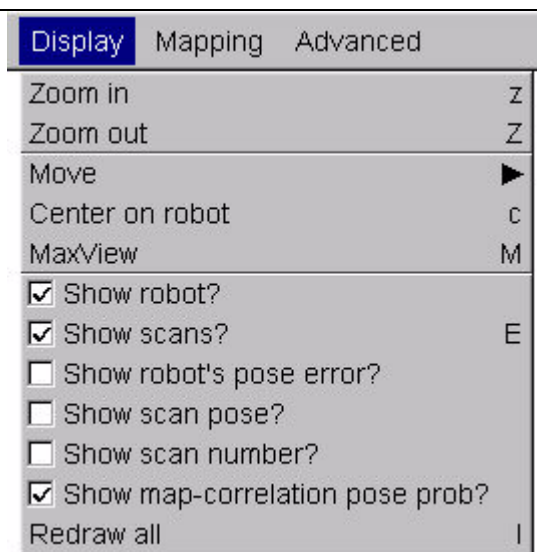 Display Mapping Advanced
Zoom in z
Zoom out Z
Move
Center on robot c
MaxView M
Show robot?
Show scans? E
Show robot's pose error?
Show scan pose?
Show scan number?
Show map-correlation pose prob?
Redraw all l